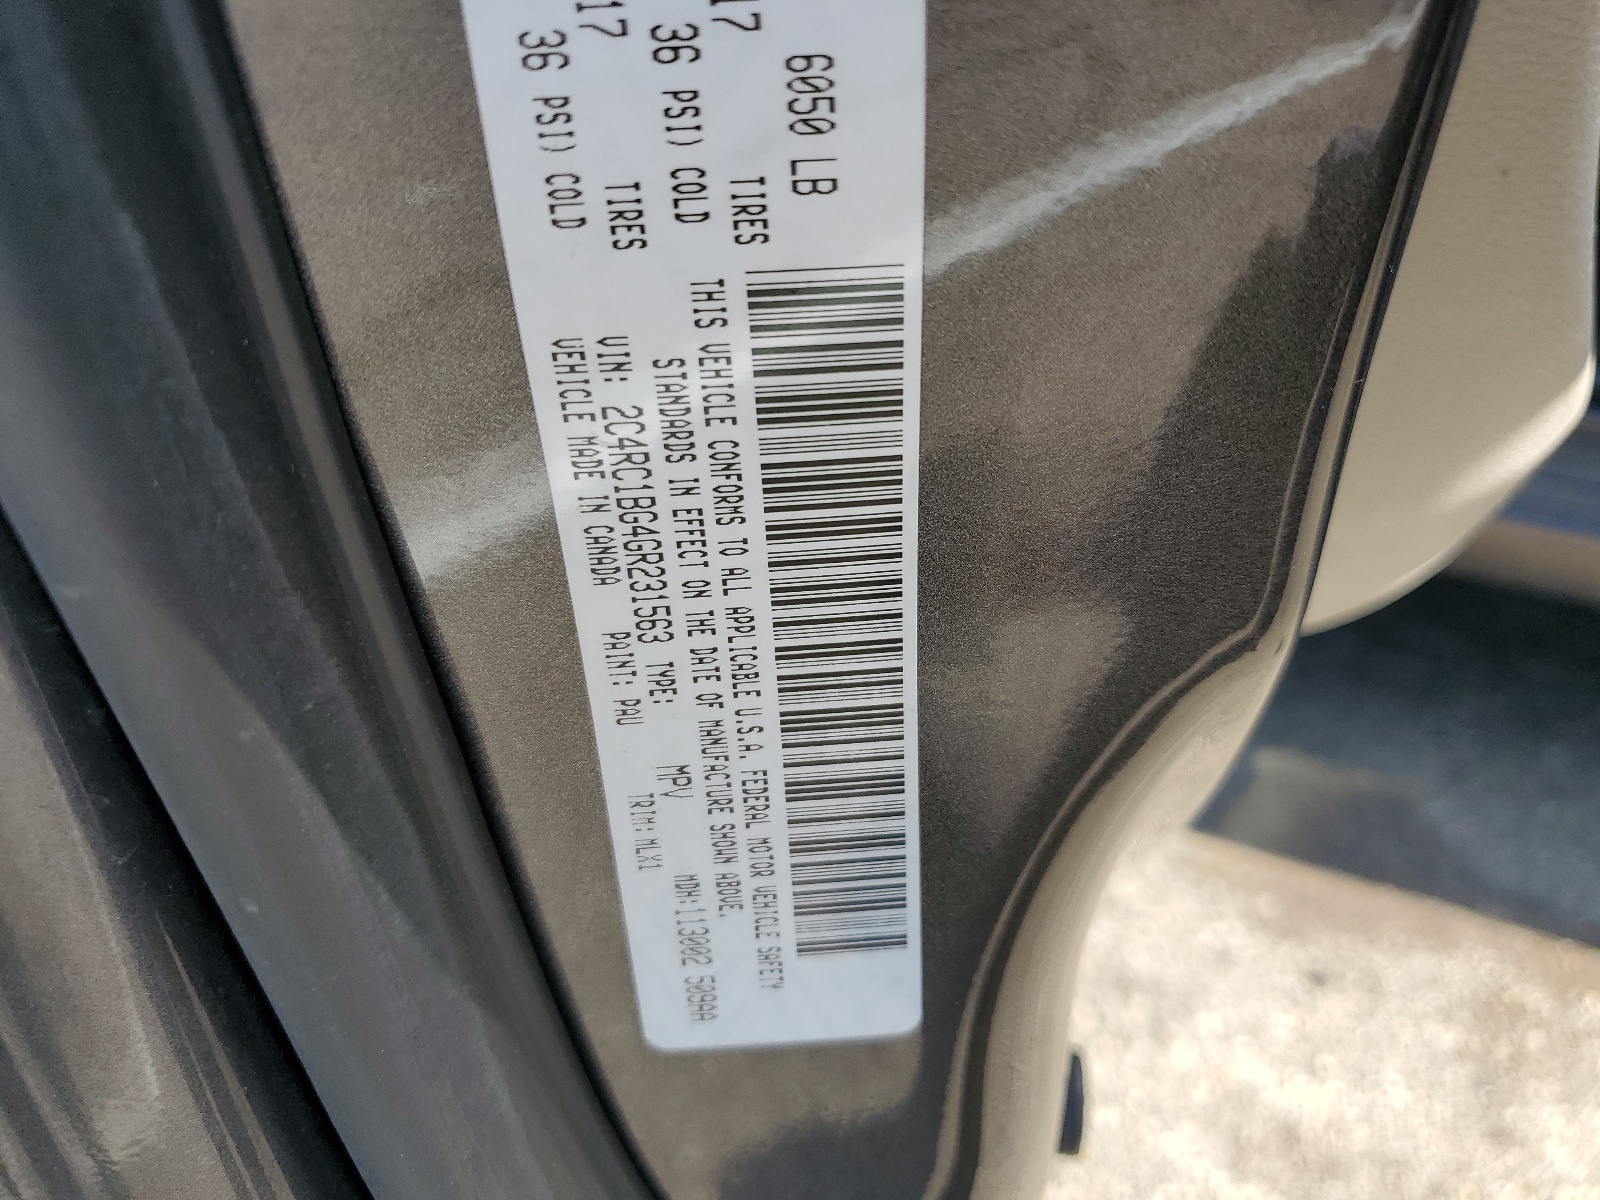 6050 LB
17 TIRES
36 PSI) COLD
17 TIRES
36 PSI) COLD
THIS VEHICLE CONFORMS TO ALL APPLICABLE U.S.A. FEDERAL MOTOR VEHICLE SAFETY
STANDARDS IN EFFECT ON THE DATE OF MANUFACTURE SHOWN ABOVE.
VIN: 2C4RC1BG4GR231563 TYPE: MPV MDH:113002 509AA
VEHICLE MADE IN CANADA PAINT: PAU TRIM: MLX1